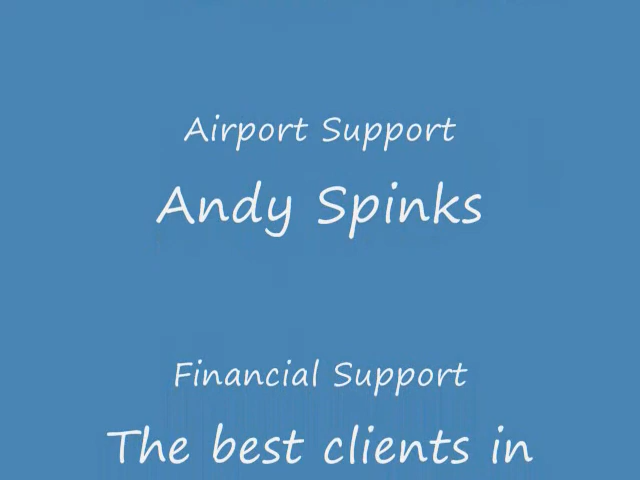 Airport Support
Andy Spinks
Financial Support
The best clients in